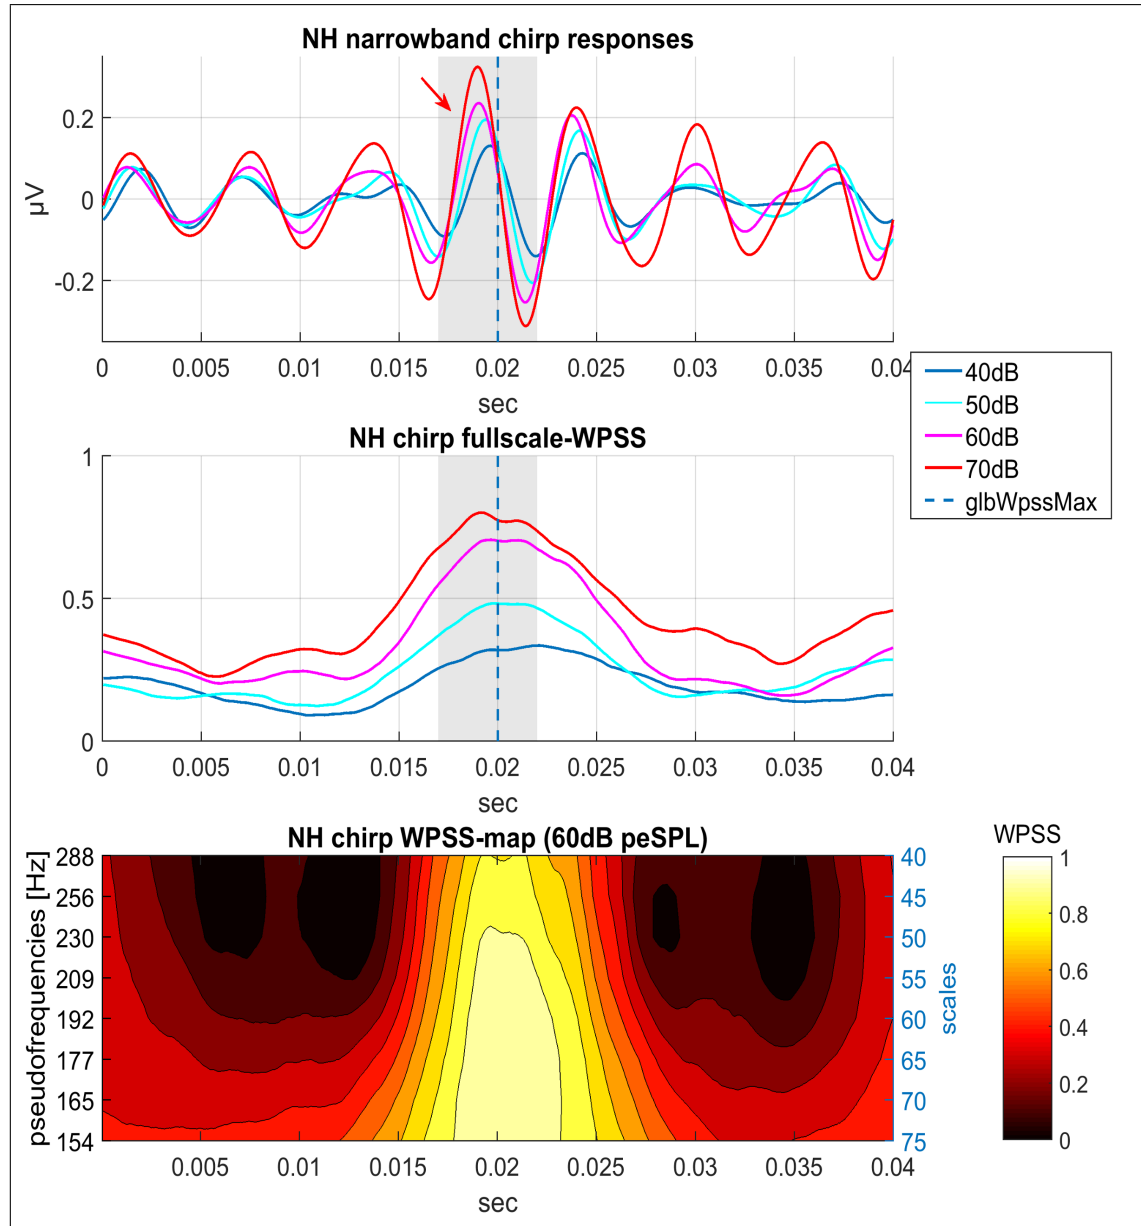 NH narrowband chirp responses
0.2
0
-0.2
µV
0 0.005 0.01 0.015 0.02 0.025 0.03 0.035 0.04
sec
40dB
50dB
60dB
70dB
glbWpssMax
NH chirp fullscale-WPSS
1
0.5
0
0 0.005 0.01 0.015 0.02 0.025 0.03 0.035 0.04
sec
NH chirp WPSS-map (60dB peSPL)
pseudofrequencies [Hz]
288
256
230
209
192
177
165
154
40
45
50
55
60
65
70
75
scales
0.005 0.01 0.015 0.02 0.025 0.03 0.035 0.04
sec
WPSS
1
0.8
0.6
0.4
0.2
0